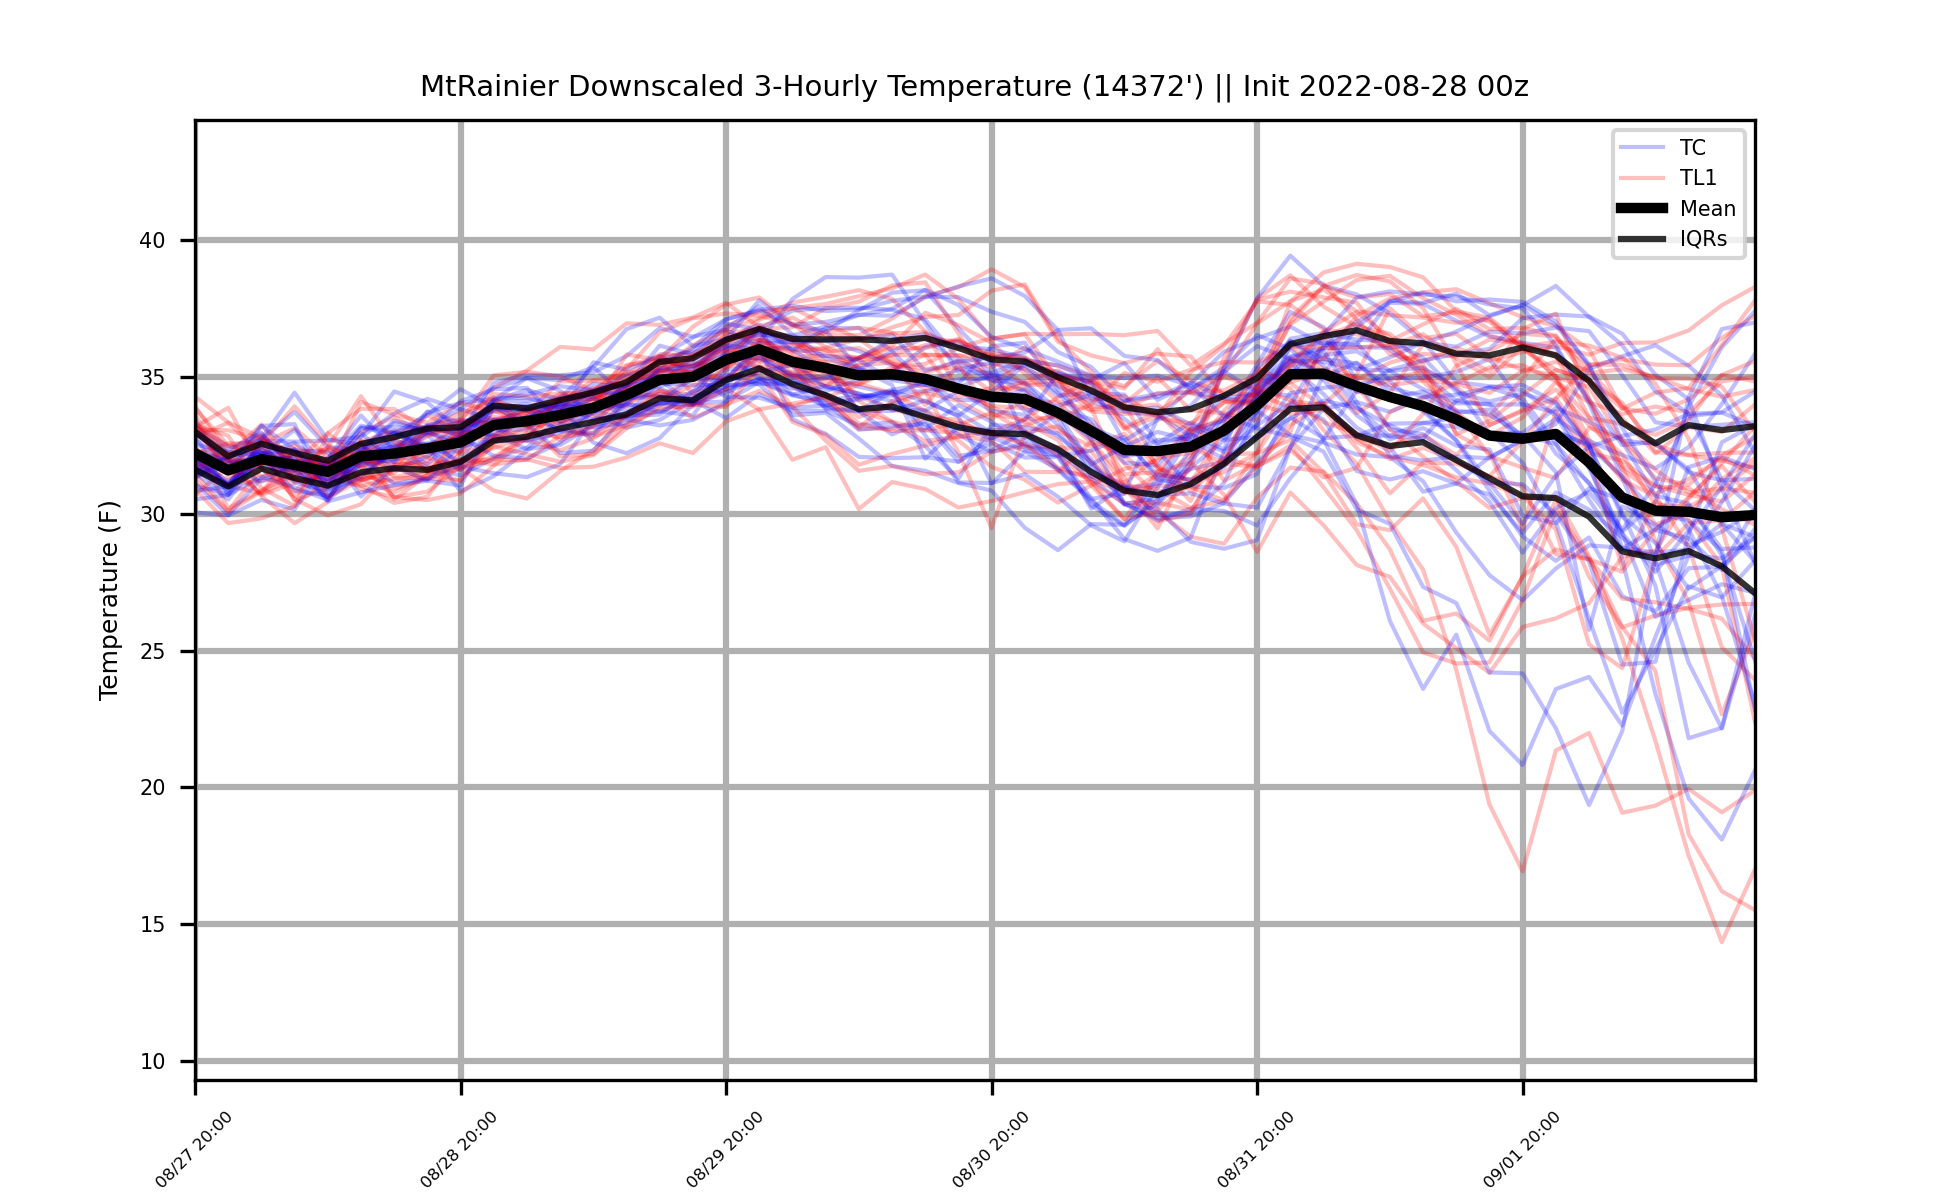 MtRainier Downscaled 3-Hourly Temperature (14372') || Init 2022-08-28 00z
TC
TL1
Mean
IQRs
Temperature (F)
40
35
30
25
20
15
10
08/27 20:00
08/28 20:00
08/29 20:00
08/30 20:00
08/31 20:00
09/01 20:00